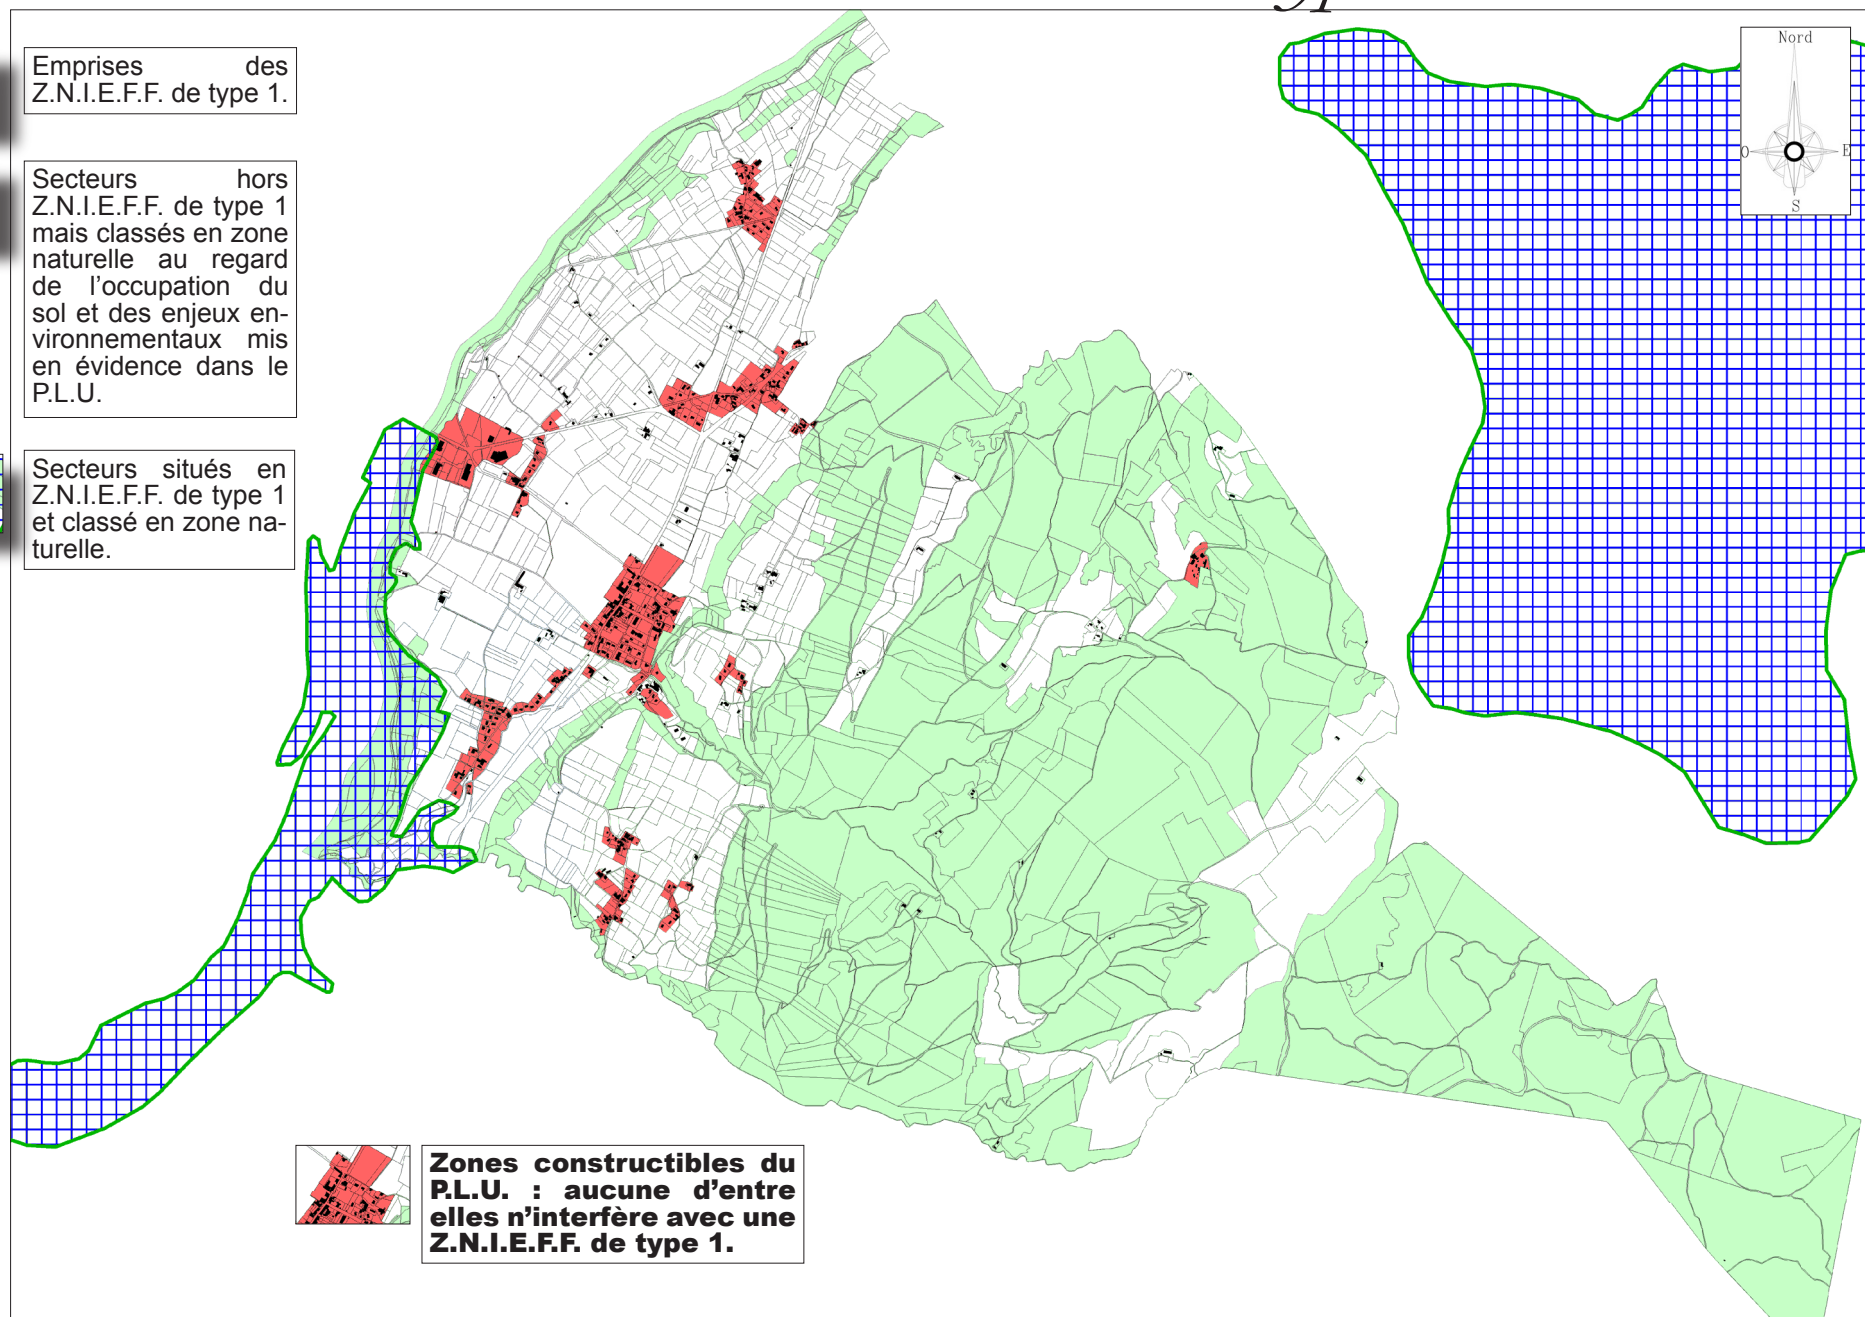 Emprises des
Z.N.I.E.F.F. de type 1.
Secteurs hors
Z.N.I.E.F.F. de type 1
mais classés en zone
naturelle au regard
de l'occupation du
sol et des enjeux en-
vironnementaux mis
en évidence dans le
P.L.U.
Secteurs situés en
Z.N.I.E.F.F. de type 1
et classé en zone na-
turelle.
Nord
O E
S
Zones constructibles du
P.L.U. : aucune d'entre
elles n'interfère avec une
Z.N.I.E.F.F. de type 1.